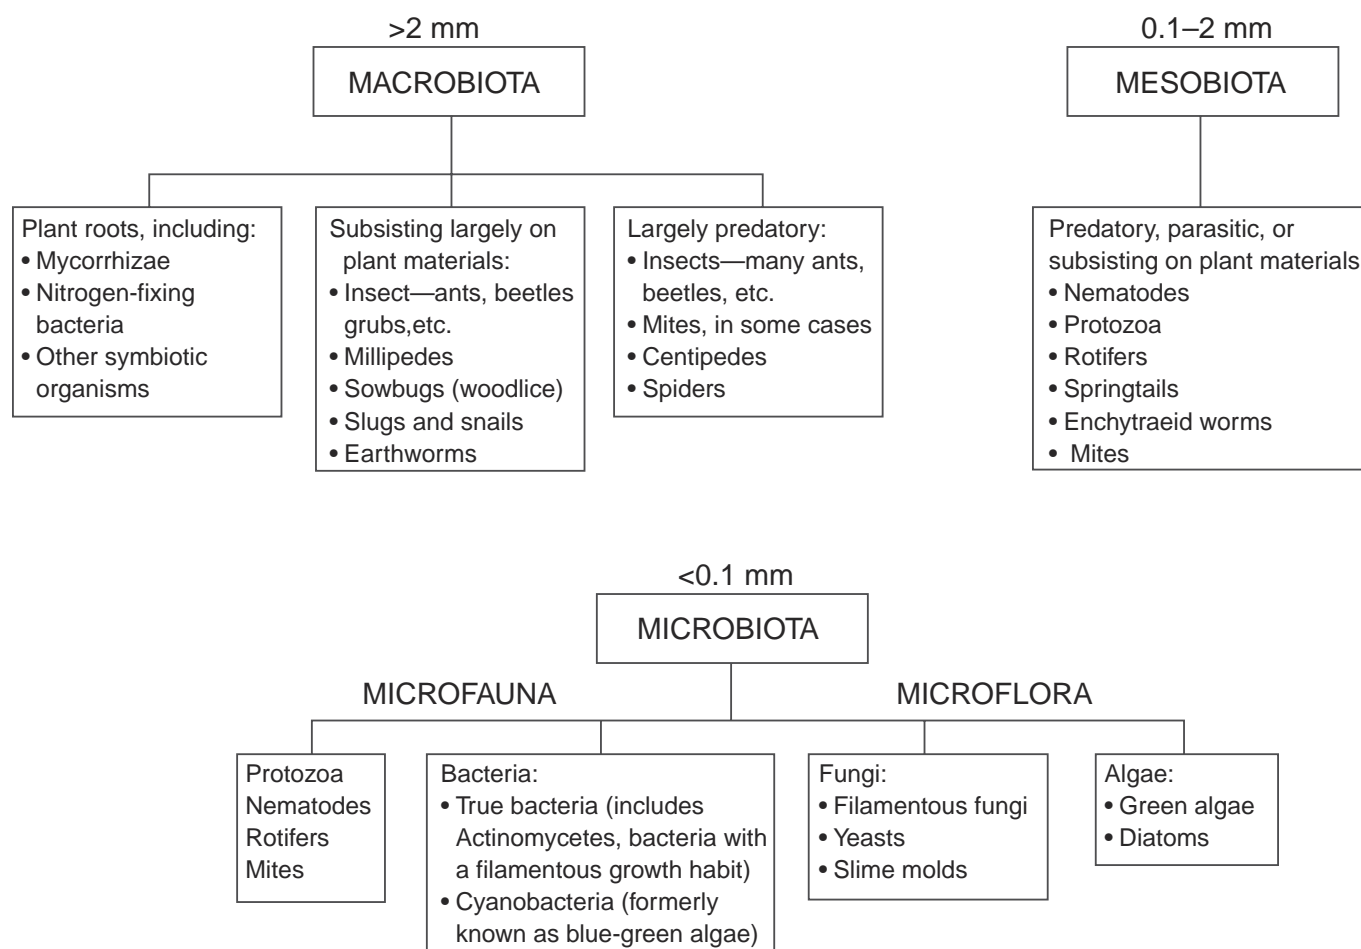 >2 mm
MACROBIOTA
Plant roots, including:
• Mycorrhizae
• Nitrogen-fixing
bacteria
• Other symbiotic
organisms
Subsisting largely on
plant materials:
• Insect—ants, beetles
grubs,etc.
• Millipedes
• Sowbugs (woodlice)
• Slugs and snails
• Earthworms
Largely predatory:
• Insects—many ants,
beetles, etc.
• Mites, in some cases
• Centipedes
• Spiders
0.1–2 mm
MESOBIOTA
Predatory, parasitic, or
subsisting on plant materials
• Nematodes
• Protozoa
• Rotifers
• Springtails
• Enchytraeid worms
• Mites
<0.1 mm
MICROBIOTA
MICROFAUNA
MICROFLORA
Protozoa
Nematodes
Rotifers
Mites
Bacteria:
• True bacteria (includes
Actinomycetes, bacteria with
a filamentous growth habit)
• Cyanobacteria (formerly
known as blue-green algae)
Fungi:
• Filamentous fungi
• Yeasts
• Slime molds
Algae:
• Green algae
• Diatoms